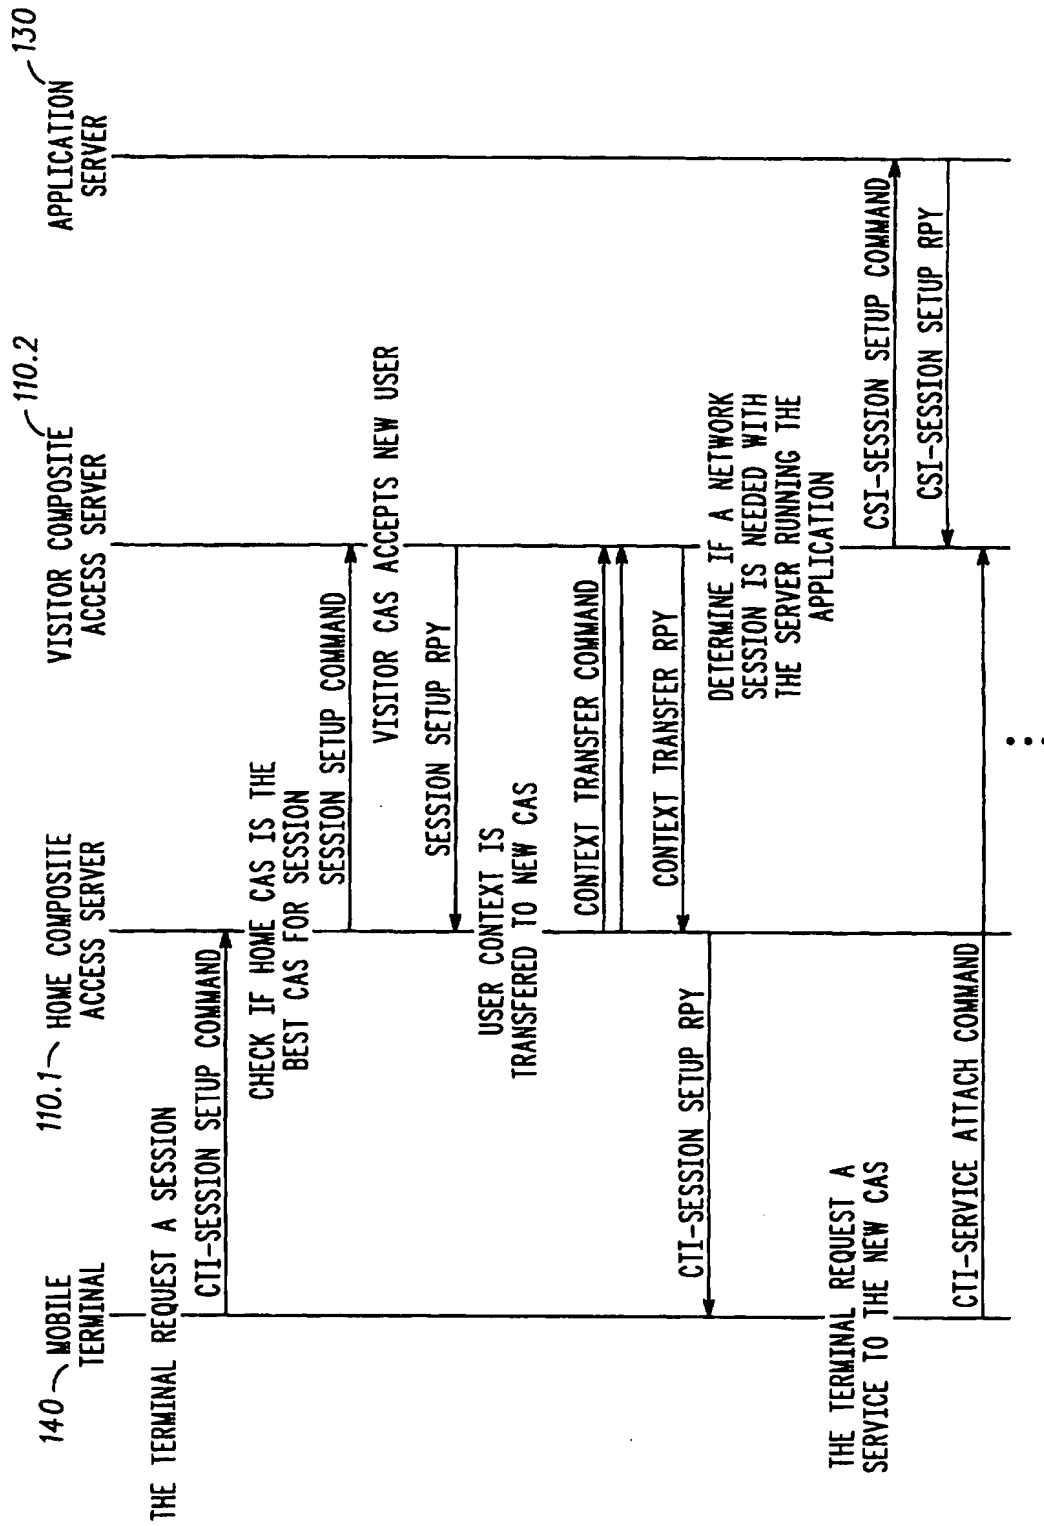 140
MOBILE
TERMINAL
110.1
HOME COMPOSITE
ACCESS SERVER
VISITOR COMPOSITE
ACCESS SERVER
110.2
APPLICATION
SERVER
130
THE TERMINAL REQUEST A SESSION
CTI-SESSION SETUP COMMAND
CHECK IF HOME CAS IS THE
BEST CAS FOR SESSION
SESSION SETUP COMMAND
VISITOR CAS ACCEPTS NEW USER
SESSION SETUP RPY
USER CONTEXT IS
TRANSFERED TO NEW CAS
CONTEXT TRANSFER COMMAND
CONTEXT TRANSFER RPY
CTI-SESSION SETUP RPY
DETERMINE IF A NETWORK
SESSION IS NEEDED WITH
THE SERVER RUNNING THE
APPLICATION
THE TERMINAL REQUEST A
SERVICE TO THE NEW CAS
CSI-SESSION SETUP COMMAND
CSI-SESSION SETUP RPY
CTI-SERVICE ATTACH COMMAND